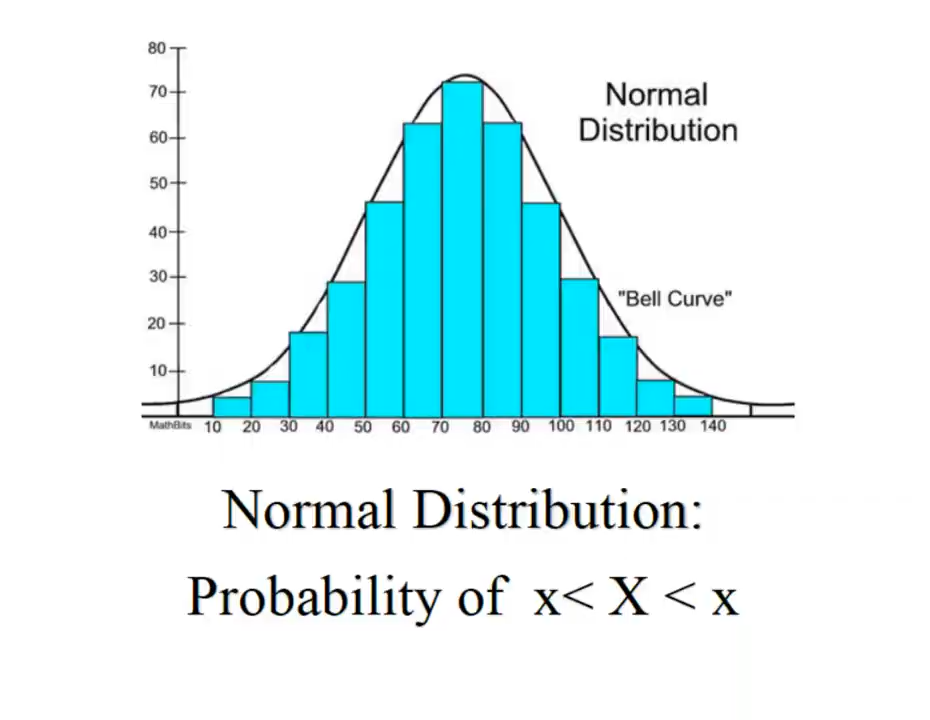 80
70
60
50
40
30
20
10
Normal
Distribution
"Bell Curve"
MathBits 10 20 30 40 50 60 70 80 90 100 110 120 130 140
Normal Distribution:
Probability of x< X < x